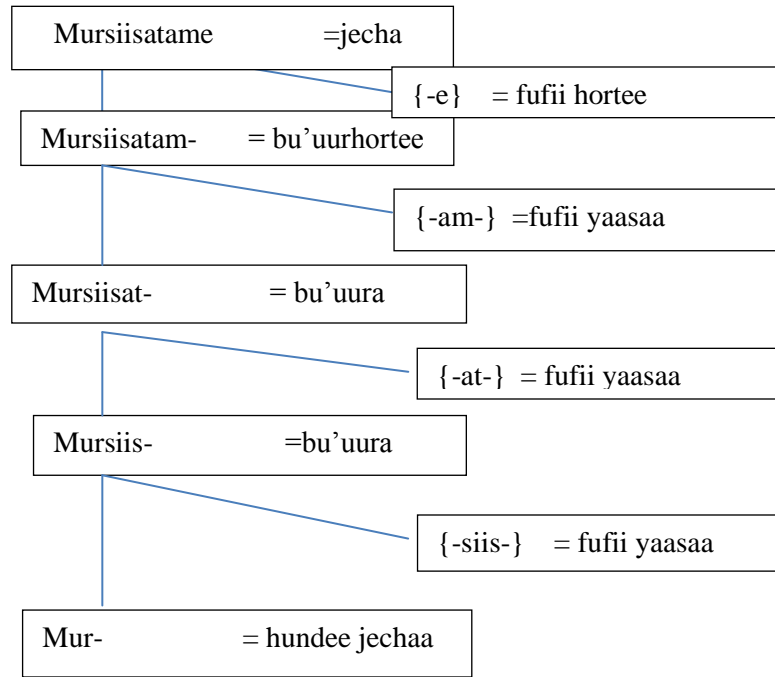 Mursiisatame =jecha
{-e} = fufii hortee
Mursiisatam- = bu’uurhortee
{-am-} =fufii yaasaa
Mursiisat- = bu’uura
{-at-} = fufii yaasaa
Mursiis- =bu’uura
{-siis-} = fufii yaasaa
Mur- = hundee jechaa